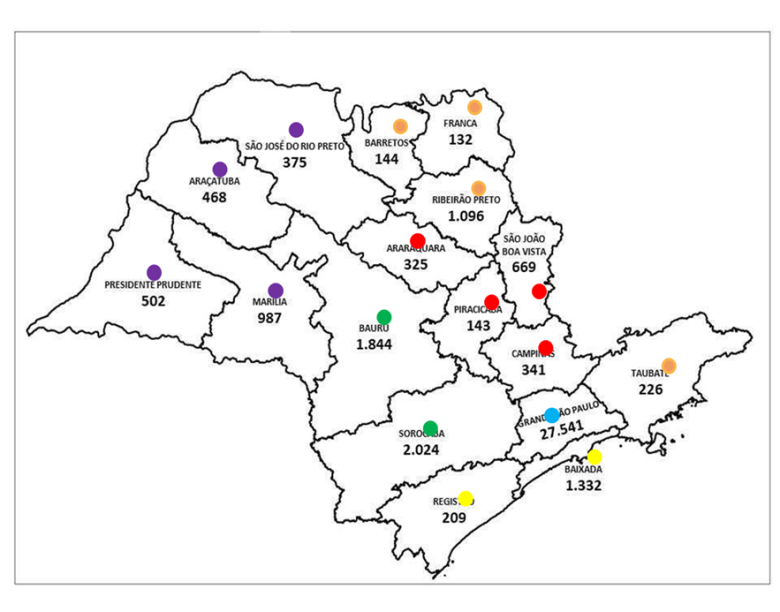 FRANCA
132
BARRETOS
144
SÃO JOSÉ DO RIO PRETO
375
ARAÇATUBA
468
RIBEIRÃO PRETO
1.096
ARARAQUARA
325
SÃO JOÃO
BOA VISTA
669
PRESIDENTE PRUDENTE
502
MARÍLIA
987
PIRACICABA
143
BAURU
1.844
CAMPINAS
341
TAUBATÉ
226
GRANDE SÃO PAULO
27.541
SOROCABA
2.024
BAIXADA
1.332
REGISTRO
209